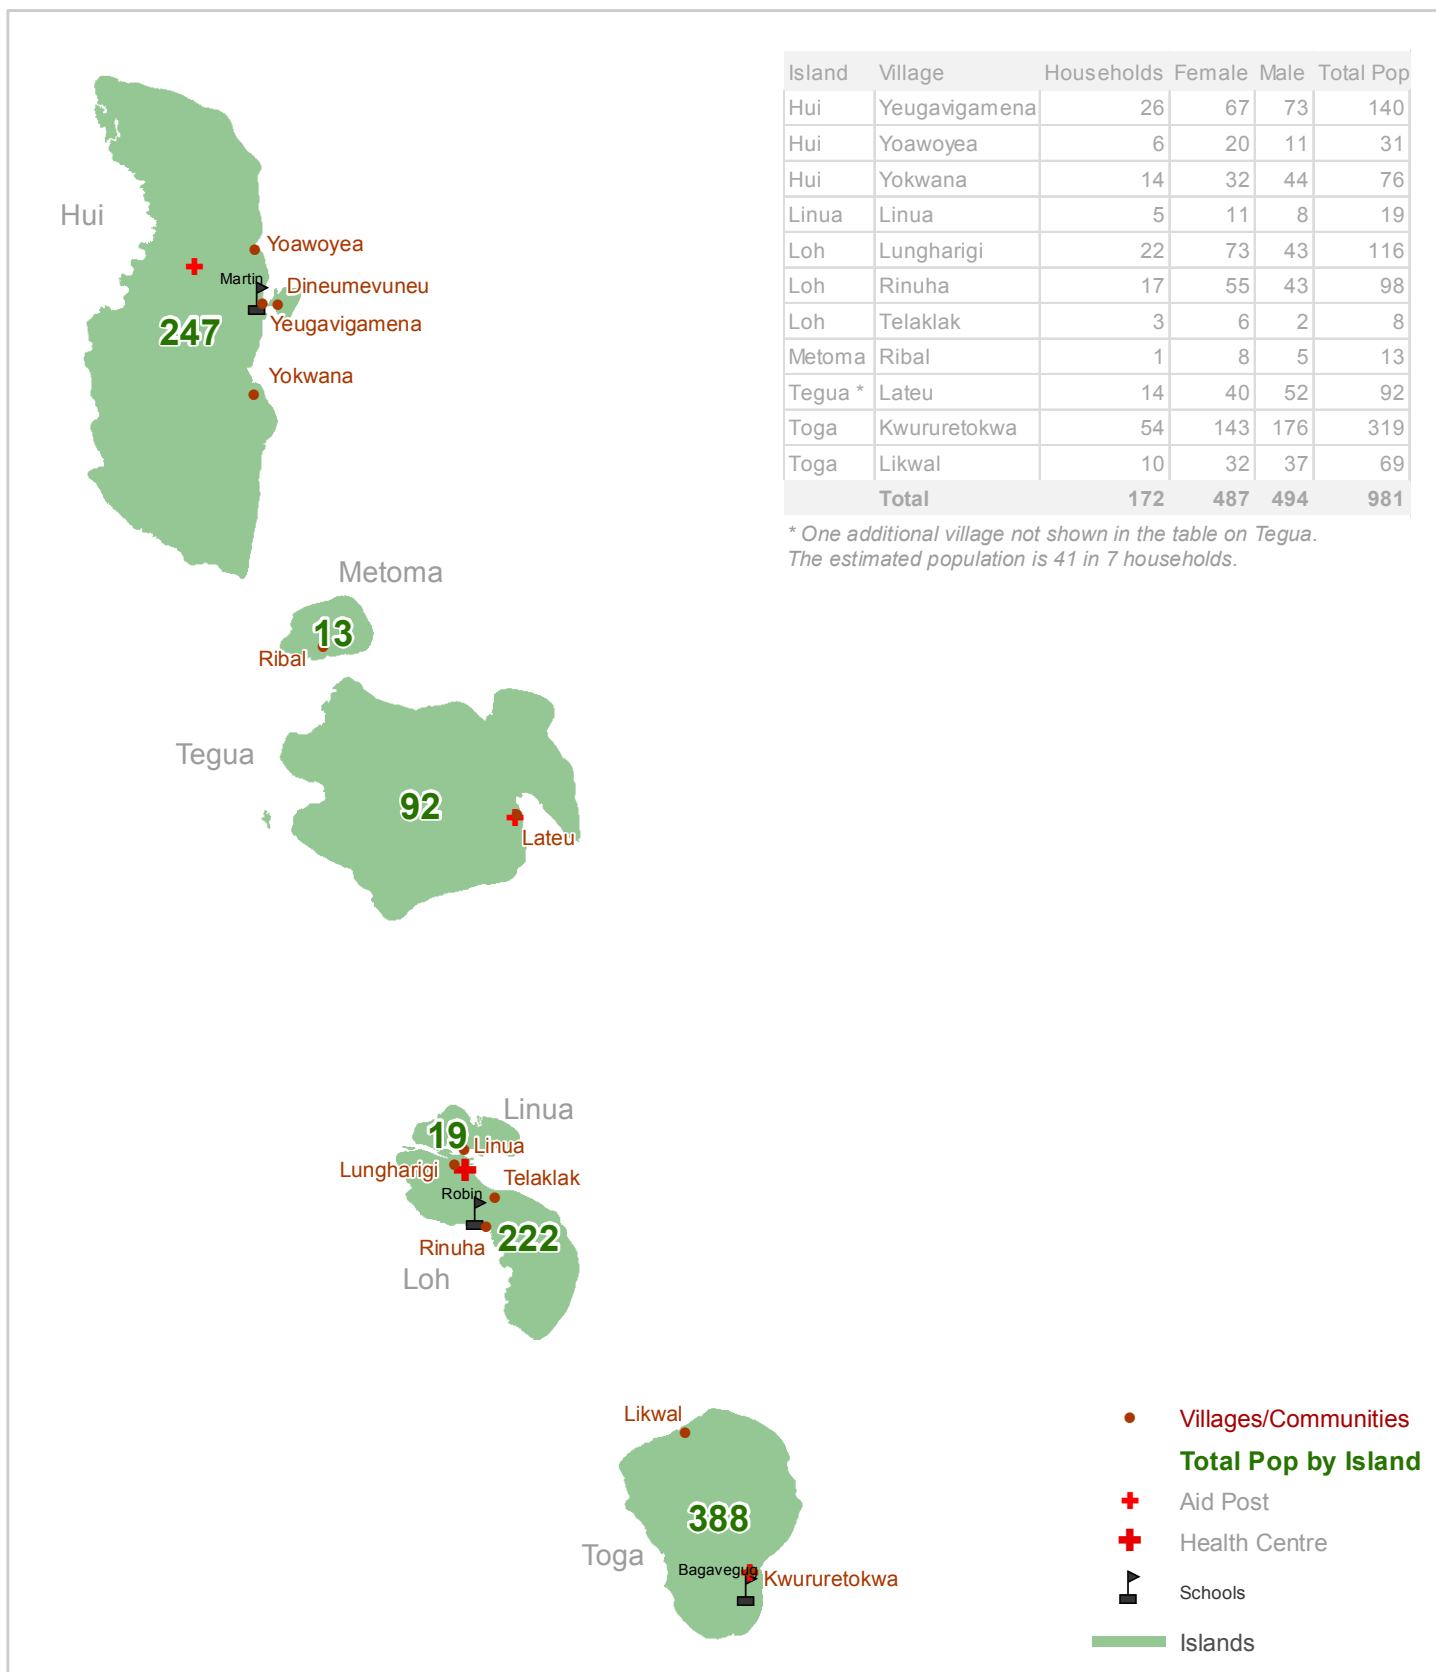 Island Village Households Female Male Total Pop
Hui Yeugavigamena 26 67 73 140
Hui Yoawoyea 6 20 11 31
Hui Yokwana 14 32 44 76
Linua Linua 5 11 8 19
Loh Lungharigi 22 73 43 116
Loh Rinuha 17 55 43 98
Loh Telaklak 3 6 2 8
Metoma Ribal 1 8 5 13
Tegua * Lateu 14 40 52 92
Toga Kwururetokwa 54 143 176 319
Toga Likwal 10 32 37 69
Total 172 487 494 981
* One additional village not shown in the table on Tegua.
The estimated population is 41 in 7 households.
Hui
Yoawoyea
Martin
Dineumevuneu
247
Yeugavigamena
Yokwana
Metoma
13
Ribal
Tegua
92
Lateu
Linua
19
Linua
Lungharigi
Telaklak
Robin
Rinuha
222
Loh
Likwal
388
Toga
Bagavegug
Kwururetokwa
Villages/Communities
Total Pop by Island
Aid Post
Health Centre
Schools
Islands